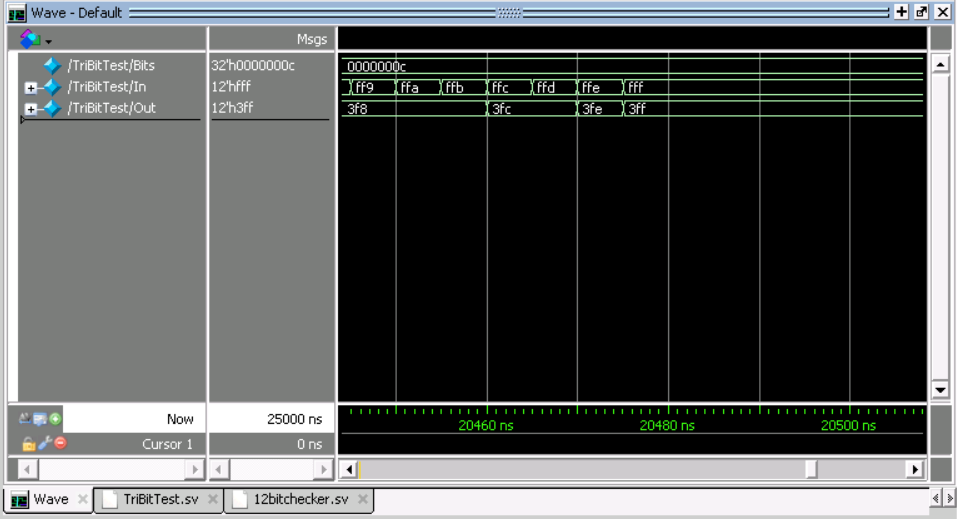 Wave - Default
Msgs
/TriBitTest/Bits 32'h0000000c 0000000c
/TriBitTest/In 12'hfff ff9 ffa ffb ffc ffd ffe fff
/TriBitTest/Out 12'h3ff 3f8 3fc 3fe 3ff
Now 25000 ns 20460 ns 20480 ns 20500 ns
Cursor 1 0 ns
Wave TriBitTest.sv 12bitchecker.sv